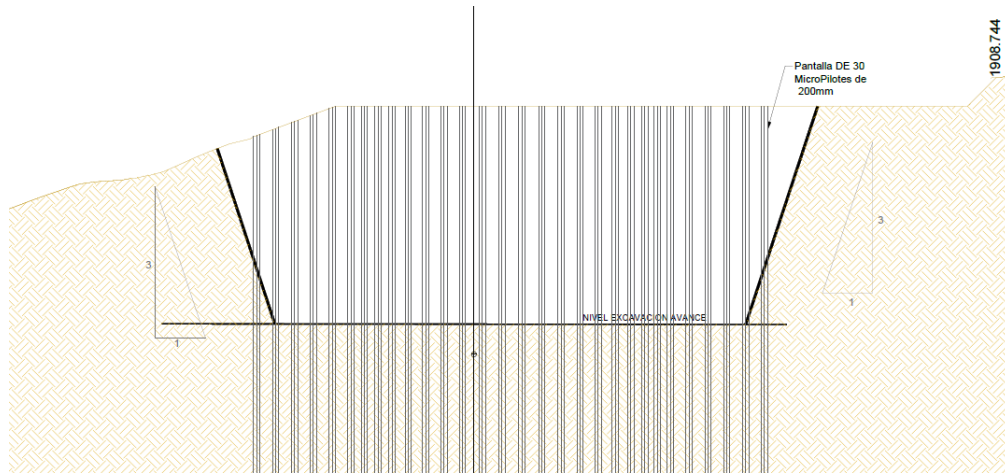 1908.744
Pantalla DE 30
MicroPilotes de
200mm
3
1
3
1
NIVEL EXCAVACION AVANCE